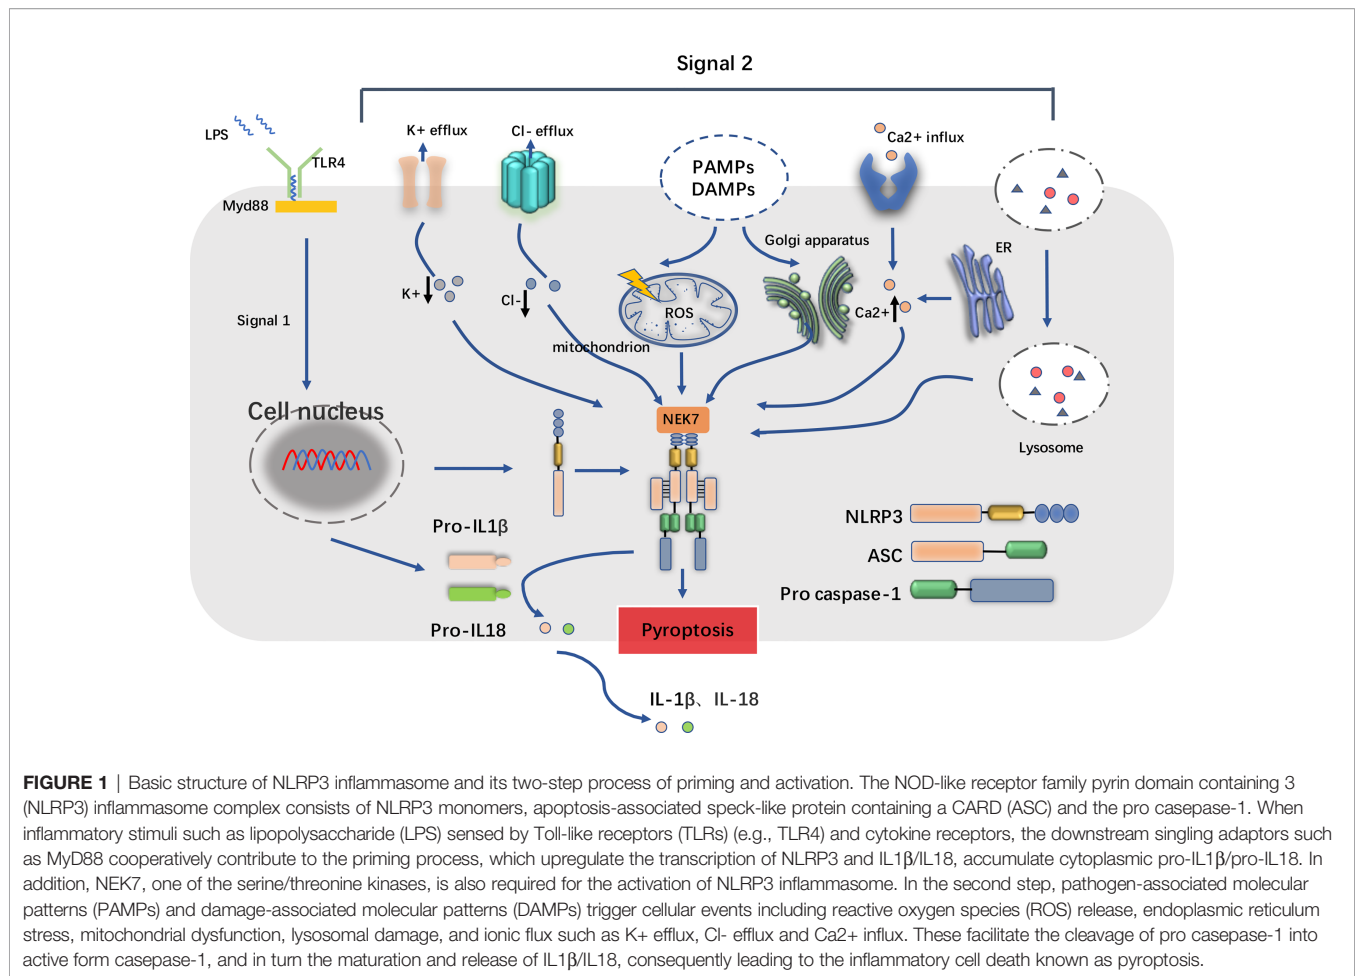 Signal 2
LPS
TLR4
K+ efflux
Cl- efflux
PAMPs
DAMPs
Ca2+ influx
Myd88
Golgi apparatus
ER
K+
Cl-
ROS
Ca2+
Signal 1
mitochondrion
Cell nucleus
NEK7
Lysosome
Pro-IL1β
NLRP3
ASC
Pro caspase-1
Pro-IL18
Pyroptosis
IL-1β、IL-18
FIGURE 1 | Basic structure of NLRP3 inflammasome and its two-step process of priming and activation. The NOD-like receptor family pyrin domain containing 3
(NLRP3) inflammasome complex consists of NLRP3 monomers, apoptosis-associated speck-like protein containing a CARD (ASC) and the pro casepase-1. When
inflammatory stimuli such as lipopolysaccharide (LPS) sensed by Toll-like receptors (TLRs) (e.g., TLR4) and cytokine receptors, the downstream singling adaptors such
as MyD88 cooperatively contribute to the priming process, which upregulate the transcription of NLRP3 and IL1β/IL18, accumulate cytoplasmic pro-IL1β/pro-IL18. In
addition, NEK7, one of the serine/threonine kinases, is also required for the activation of NLRP3 inflammasome. In the second step, pathogen-associated molecular
patterns (PAMPs) and damage-associated molecular patterns (DAMPs) trigger cellular events including reactive oxygen species (ROS) release, endoplasmic reticulum
stress, mitochondrial dysfunction, lysosomal damage, and ionic flux such as K+ efflux, Cl- efflux and Ca2+ influx. These facilitate the cleavage of pro casepase-1 into
active form casepase-1, and in turn the maturation and release of IL1β/IL18, consequently leading to the inflammatory cell death known as pyroptosis.